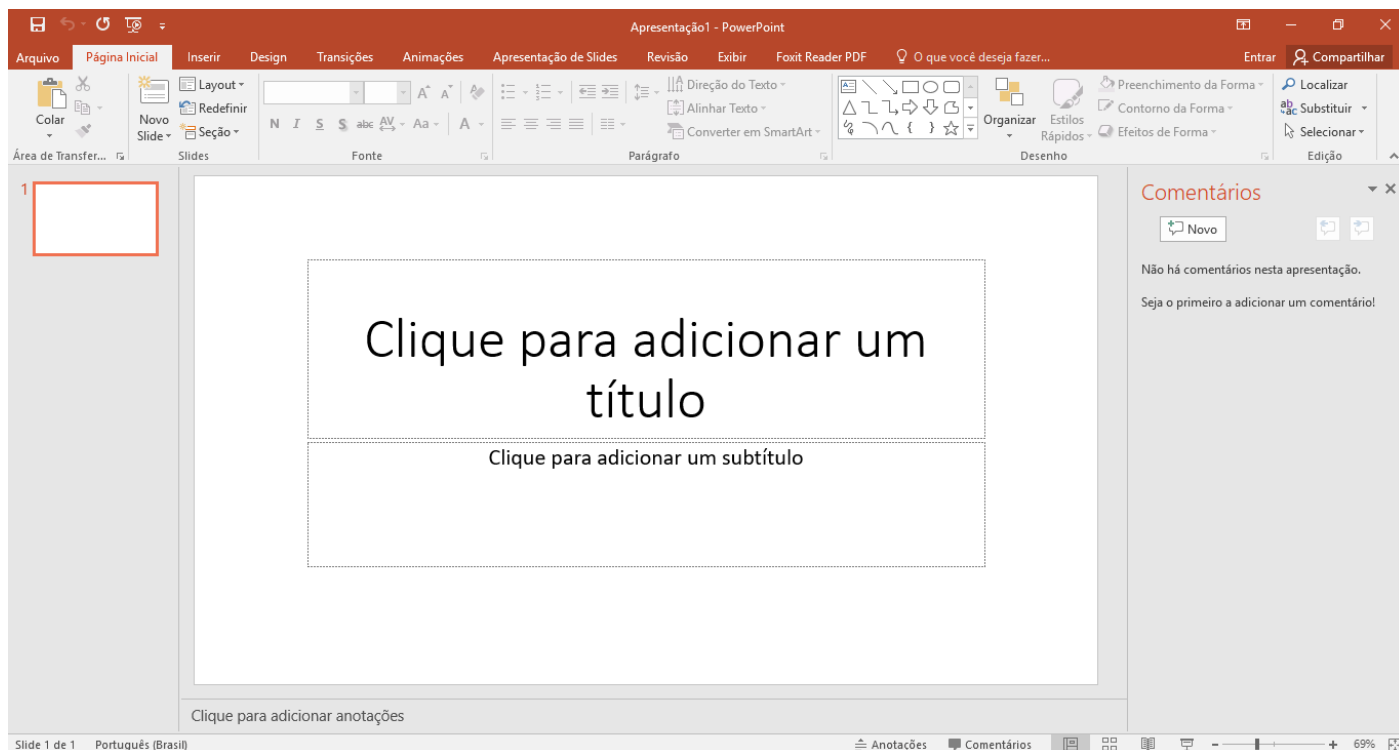 Apresentação1 - PowerPoint
Arquivo Página Inicial Inserir Design Transições Animações Apresentação de Slides Revisão Exibir Foxit Reader PDF O que você deseja fazer... Entrar Compartilhar
Colar
Área de Transfer...
Novo Slide
Layout
Redefinir
Seção
Slides
N I S S abc AV Aa A
Fonte
Direção do Texto
Alinhar Texto
Converter em SmartArt
Parágrafo
Organizar
Estilos Rápidos
Preenchimento da Forma
Contorno da Forma
Efeitos de Forma
Desenho
Localizar
Substituir
Selecionar
Edição
1
Clique para adicionar um
título
Clique para adicionar um subtítulo
Clique para adicionar anotações
Comentários
Novo
Não há comentários nesta apresentação.
Seja o primeiro a adicionar um comentário!
Slide 1 de 1 Português (Brasil) Anotações Comentários 69%